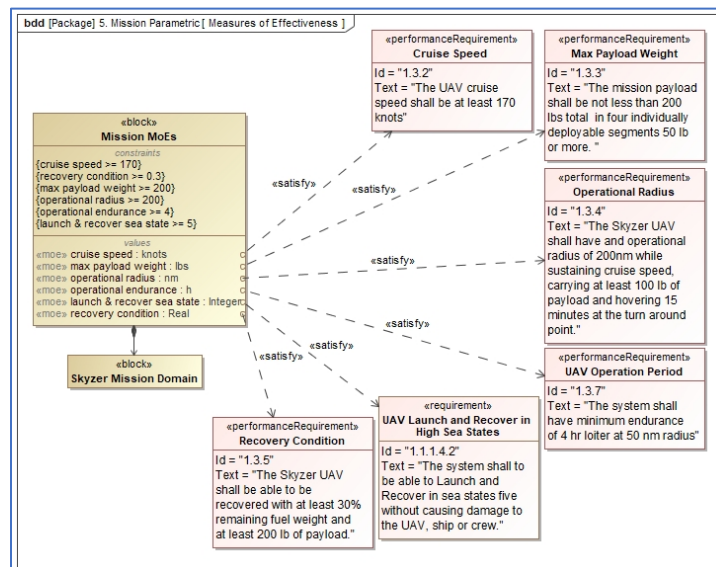 bdd [Package] 5. Mission Parametric [ Measures of Effectiveness ]
«performanceRequirement»
Cruise Speed
Id = "1.3.2"
Text = "The UAV cruise
speed shall be at least 170
knots"
«performanceRequirement»
Max Payload Weight
Id = "1.3.3"
Text = "The mission payload
shall be not less than 200
lbs total in four individually
deployable segments 50 lb
or more. "
«block»
Mission MoEs
constraints
{cruise speed >= 170}
{recovery condition >= 0.3}
{max payload weight >= 200}
{operational radius >= 200}
{operational endurance >= 4}
{launch & recover sea state >= 5}
values
«moe» cruise speed : knots
«moe» max payload weight : lbs
«moe» operational radius : nm
«moe» operational endurance : h
«moe» launch & recover sea state : Integer
«moe» recovery condition : Real
«satisfy»
«satisfy»
«satisfy»
«satisfy»
«satisfy»
«satisfy»
«performanceRequirement»
Operational Radius
Id = "1.3.4"
Text = "The Skyzer UAV
shall have and operational
radius of 200nm while
sustaining cruise speed,
carrying at least 100 lb of
payload and hovering 15
minutes at the turn around
point."
«block»
Skyzer Mission Domain
«performanceRequirement»
UAV Operation Period
Id = "1.3.7"
Text = "The system shall
have minimum endurance
of 4 hr loiter at 50 nm radius"
«performanceRequirement»
Recovery Condition
Id = "1.3.5"
Text = "The Skyzer UAV
shall be able to be
recovered with at least 30%
remaining fuel weight and
at least 200 lb of payload."
«requirement»
UAV Launch and Recover in
High Sea States
Id = "1.1.1.4.2"
Text = "The system shall to
be able to Launch and
Recover in sea states five
without causing damage to
the UAV, ship or crew."